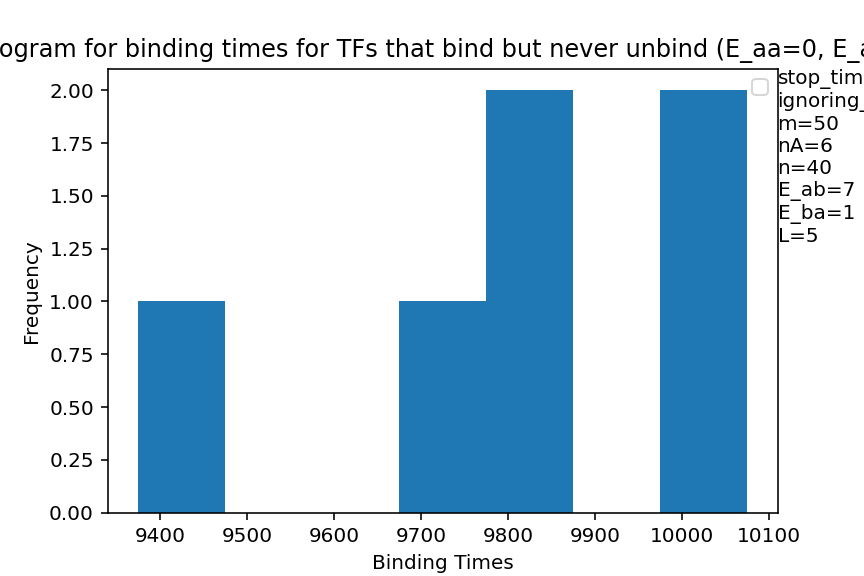 ogram for binding times for TFs that bind but never unbind (E_aa=0, E_a
stop_tim
ignoring_
m=50
nA=6
n=40
E_ab=7
E_ba=1
L=5
Frequency
2.00
1.75
1.50
1.25
1.00
0.75
0.50
0.25
0.00
9400 9500 9600 9700 9800 9900 10000 10100
Binding Times